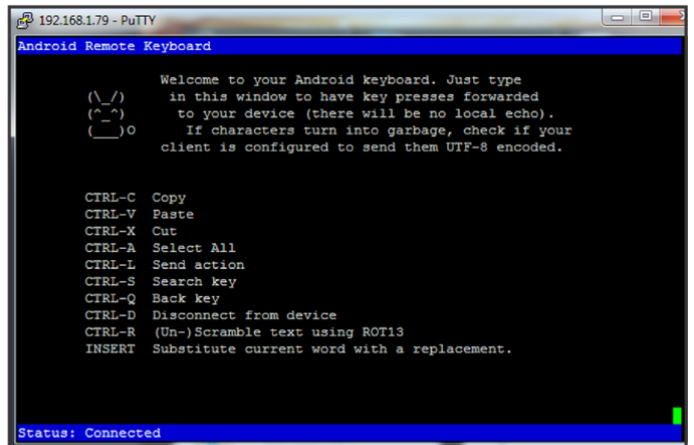 192.168.1.79 - PuTTY
Android Remote Keyboard
Welcome to your Android keyboard. Just type
(\_/) in this window to have key presses forwarded
(^_^) to your device (there will be no local echo).
(___)O If characters turn into garbage, check if your
client is configured to send them UTF-8 encoded.
CTRL-C Copy
CTRL-V Paste
CTRL-X Cut
CTRL-A Select All
CTRL-L Send action
CTRL-S Search key
CTRL-Q Back key
CTRL-D Disconnect from device
CTRL-R (Un-)Scramble text using ROT13
INSERT Substitute current word with a replacement.
Status: Connected